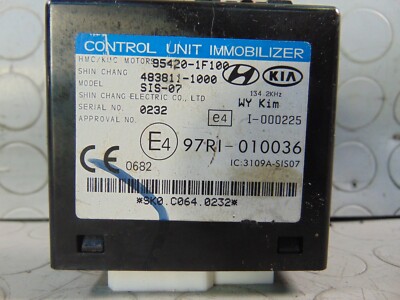 CONTROL UNIT IMMOBILIZER
HMC/KMC MOTORS 95420-1F100
SHIN CHANG 483811-1000
MODEL SIS-07
SHIN CHANG ELECTRIC CO., LTD
SERIAL NO. 0232
APPROVAL NO.
KIA
134.2KHz
WY Kim
e4 I-000225
E4 97RI-010036
CE 0682
IC:3109A-SIS07
*9K0.C064.0232*